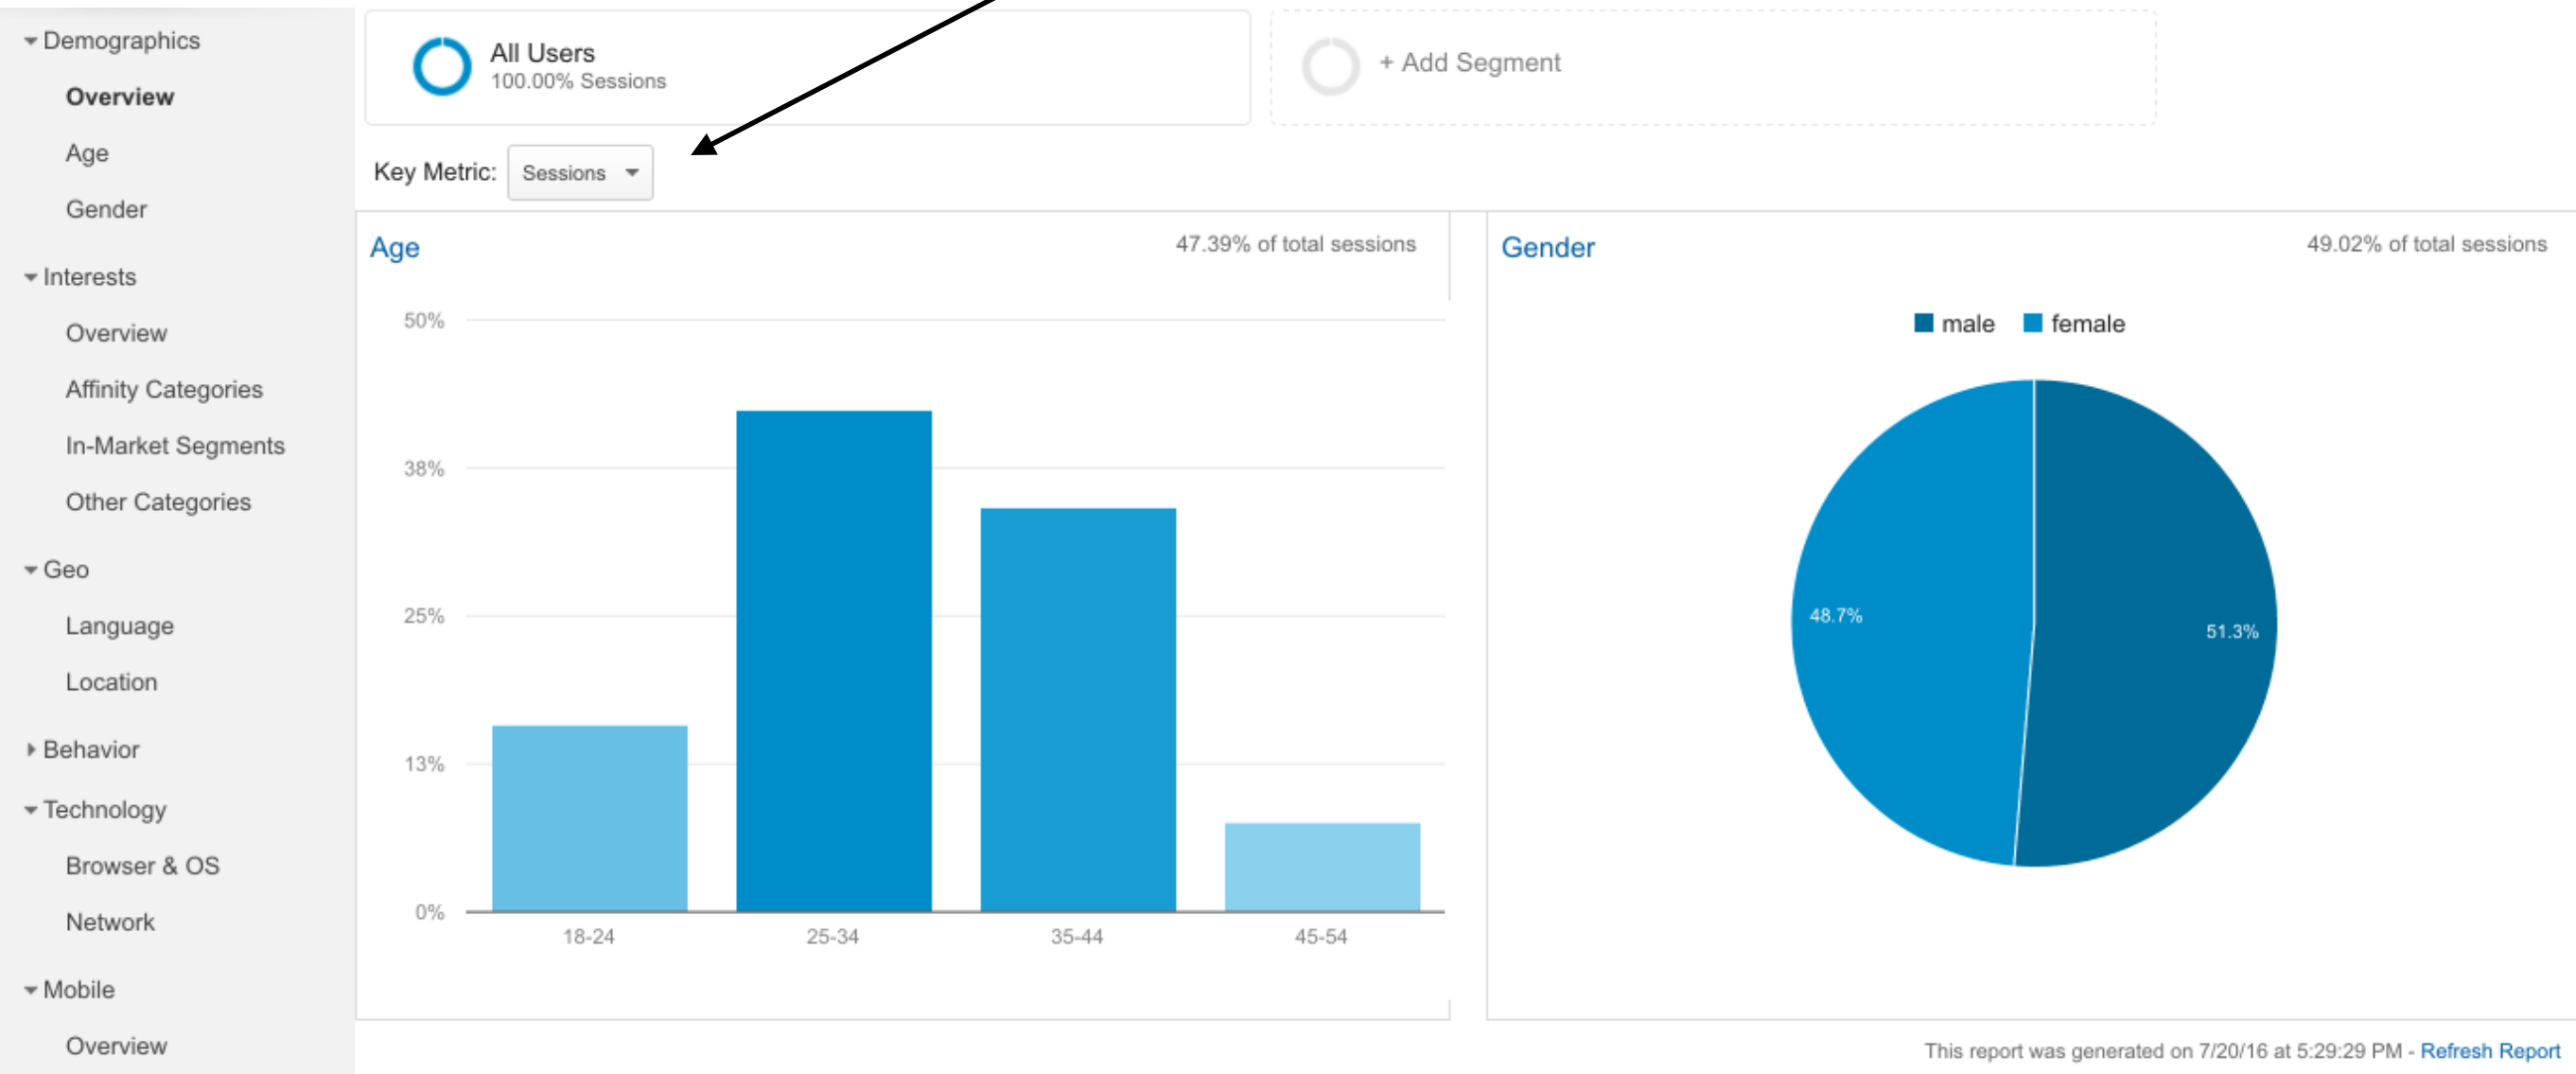 Demographics
Overview
Age
Gender
Interests
Overview
Affinity Categories
In-Market Segments
Other Categories
Geo
Language
Location
Behavior
Technology
Browser & OS
Network
Mobile
Overview
All Users
100.00% Sessions
+ Add Segment
Key Metric: Sessions
Age 47.39% of total sessions
50%
38%
25%
13%
0%
18-24 25-34 35-44 45-54
Gender 49.02% of total sessions
male female
48.7%
51.3%
This report was generated on 7/20/16 at 5:29:29 PM - Refresh Report